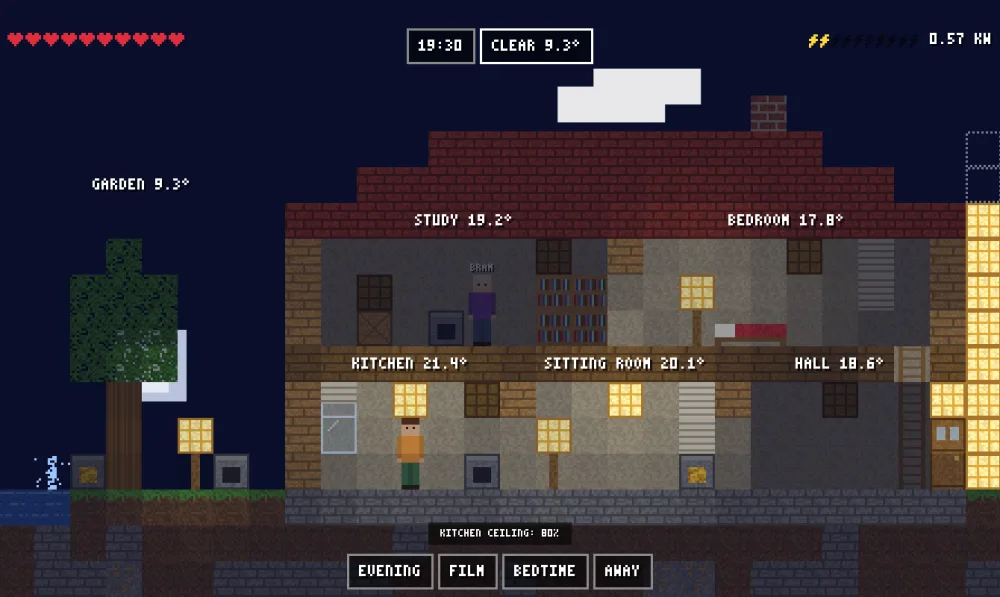 19:30
CLEAR 9.3°
0.57 KW
GARDEN 9.3°
STUDY 19.2°
BEDROOM 17.8°
BRAM
KITCHEN 21.4°
SITTING ROOM 20.1°
HALL 18.6°
KITCHEN CEILING: 80%
EVENING
FILM
BEDTIME
AWAY